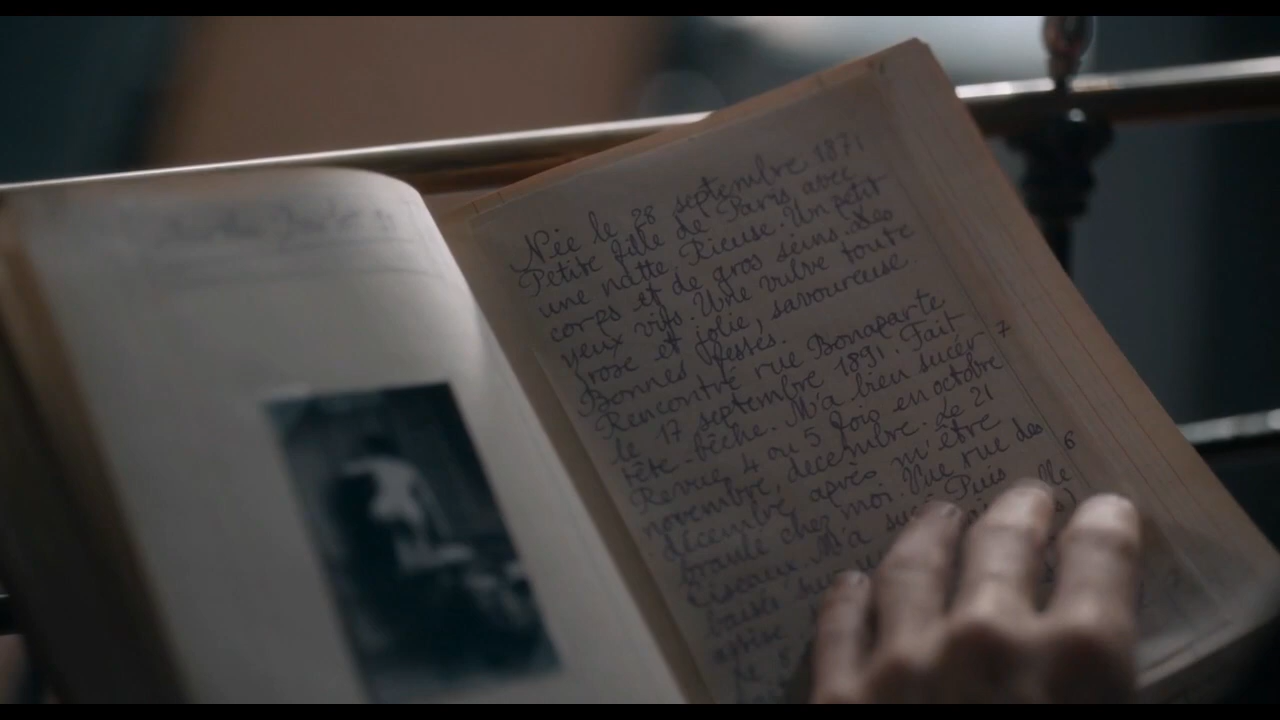 Née le 28 septembre 1871
Petite fille de Paris avec
une natte. Rieuse. Un petit
corps et de gros seins. Des
yeux vifs. Une vulve toute
rose et jolie, savoureuse.
Bonnes fesses.
Rencontré rue Bonaparte
le 17 septembre 1891. Fait
tête-bêche. M'a bien sucér 7
Revue 4 ou 5 fois en octobre
novembre, décembre. Le 21
décembre, après m'être
branlé chez moi. Vue rue des 6
Ciseaux. M'a Puis elle